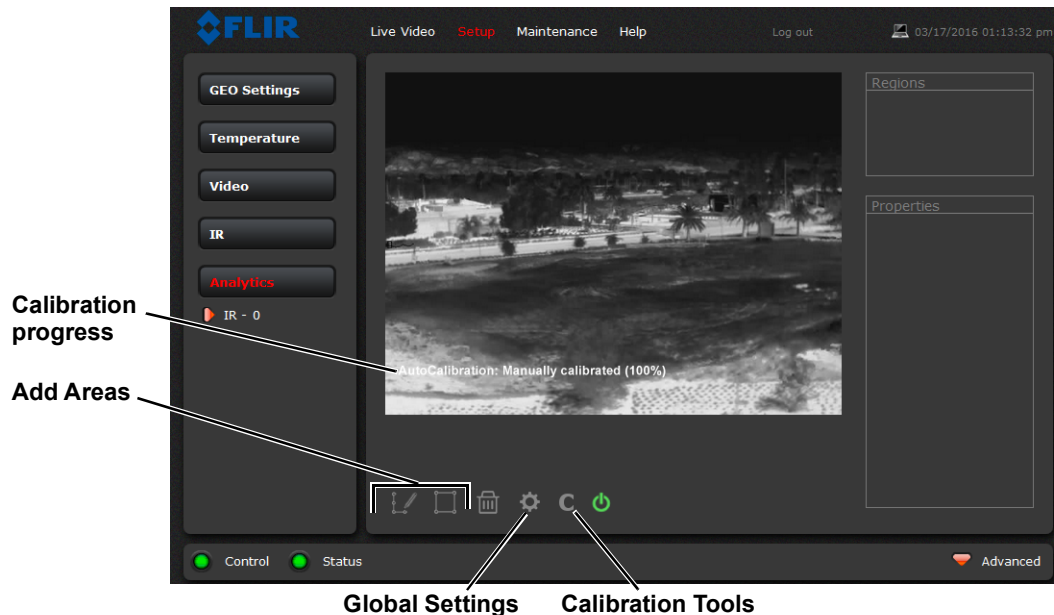 FLIR
Live Video Setup Maintenance Help Log out 03/17/2016 01:13:32 pm
GEO Settings
Temperature
Video
IR
Analytics
IR - 0
Regions
Properties
Calibration
progress
AutoCalibration: Manually calibrated (100%)
Add Areas
C
Control Status Advanced
Global Settings Calibration Tools